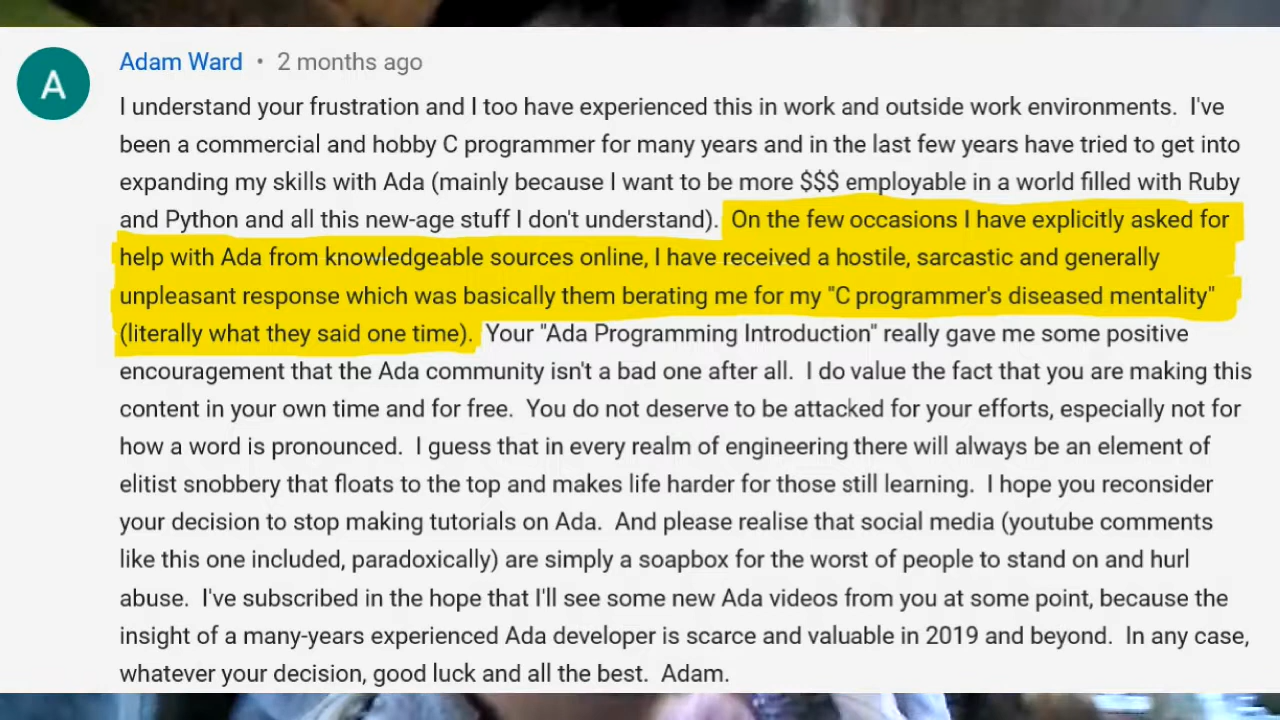 A
Adam Ward • 2 months ago
I understand your frustration and I too have experienced this in work and outside work environments.  I've
been a commercial and hobby C programmer for many years and in the last few years have tried to get into
expanding my skills with Ada (mainly because I want to be more $$$ employable in a world filled with Ruby
and Python and all this new-age stuff I don't understand).  On the few occasions I have explicitly asked for
help with Ada from knowledgeable sources online, I have received a hostile, sarcastic and generally
unpleasant response which was basically them berating me for my "C programmer's diseased mentality"
(literally what they said one time).  Your "Ada Programming Introduction" really gave me some positive
encouragement that the Ada community isn't a bad one after all.  I do value the fact that you are making this
content in your own time and for free.  You do not deserve to be attacked for your efforts, especially not for
how a word is pronounced.  I guess that in every realm of engineering there will always be an element of
elitist snobbery that floats to the top and makes life harder for those still learning.  I hope you reconsider
your decision to stop making tutorials on Ada.  And please realise that social media (youtube comments
like this one included, paradoxically) are simply a soapbox for the worst of people to stand on and hurl
abuse.  I've subscribed in the hope that I'll see some new Ada videos from you at some point, because the
insight of a many-years experienced Ada developer is scarce and valuable in 2019 and beyond.  In any case,
whatever your decision, good luck and all the best.  Adam.